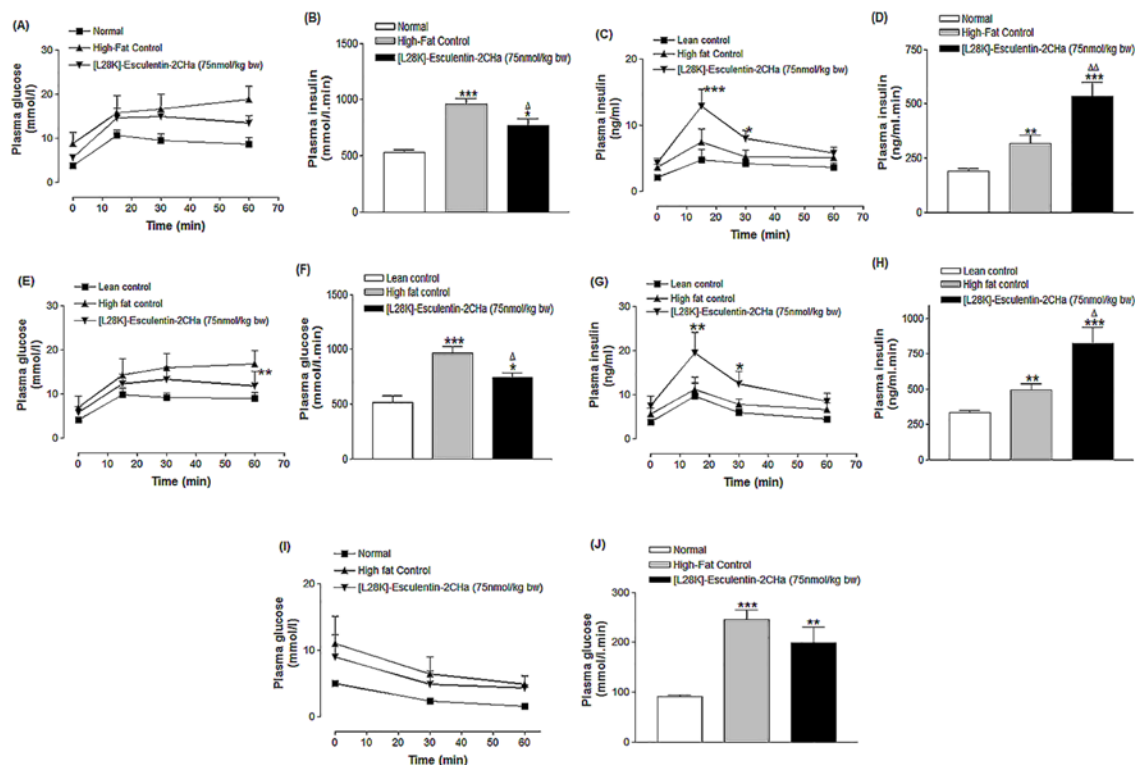 (A)
Normal
High-Fat Control
[L28K]-Esculentin-2CHa (75nmol/kg bw)
Plasma glucose
(mmol/l)
30
20
10
0
0 10 20 30 40 50 60 70
Time (min)
(B)
Normal
High-Fat Control
[L28K]-Esculentin-2CHa (75nmol/kg bw)
Plasma glucose
(mmol/l.min)
1500
1000
500
0
***
Δ
*
(C)
Lean control
High fat control
[L28K]-Esculentin-2CHa (75nmol/kg bw)
Plasma insulin
(ng/ml)
20
10
0
***
*
0 10 20 30 40 50 60 70
Time (min)
(D)
Normal
High-Fat Control
[L28K]-Esculentin-2CHa (75nmol/kg bw)
Plasma insulin
(ng/ml.min)
750
500
250
0
**
ΔΔ
***
(E)
Lean control
High fat control
[L28K]-Esculentin-2CHa (75nmol/kg bw)
Plasma glucose
(mmol/l)
30
20
10
0
**
0 10 20 30 40 50 60 70
Time (min)
(F)
Lean control
High fat control
[L28K]-Esculentin-2CHa (75nmol/kg bw)
Plasma glucose
(mmol/l.min)
1500
1000
500
0
***
Δ
*
(G)
Lean control
High fat control
[L28K]-Esculentin-2CHa (75nmol/kg bw)
Plasma insulin
(ng/ml)
30
20
10
0
**
*
0 10 20 30 40 50 60 70
Time (min)
(H)
Lean control
High fat control
[L28K]-Esculentin-2CHa (75nmol/kg bw)
Plasma insulin
(ng/ml.min)
1000
750
500
250
0
**
Δ
***
(I)
Normal
High fat Control
[L28K]-Esculentin-2CHa (75nmol/kg bw)
Plasma glucose
(mmol/l)
20
10
0
0 10 20 30 40 50 60
Time (min)
(J)
Normal
High-Fat Control
[L28K]-Esculentin-2CHa (75nmol/kg bw)
Plasma glucose
(mmol/l.min)
300
200
100
0
***
**